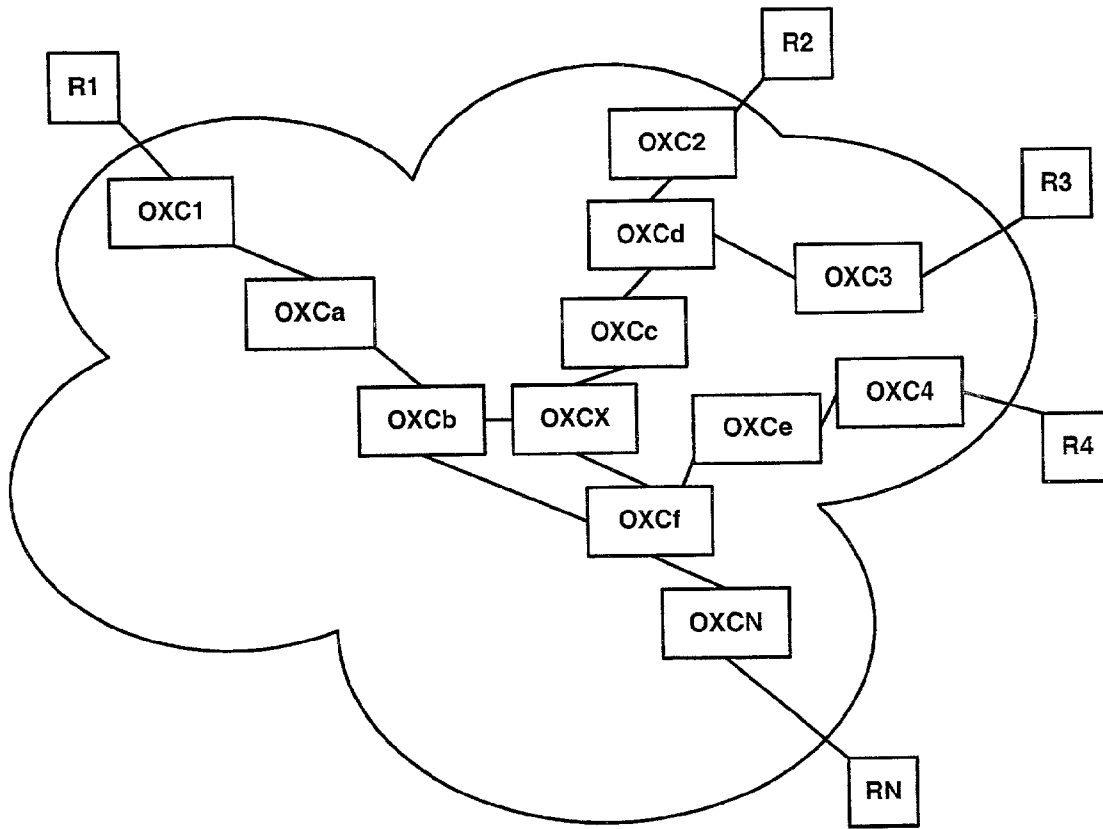 R2
R1
OXC2
R3
OXC1
OXCd
OXC3
OXCa
OXCc
OXC4
OXCb
OXCX
OXCe
R4
OXCf
OXCN
RN